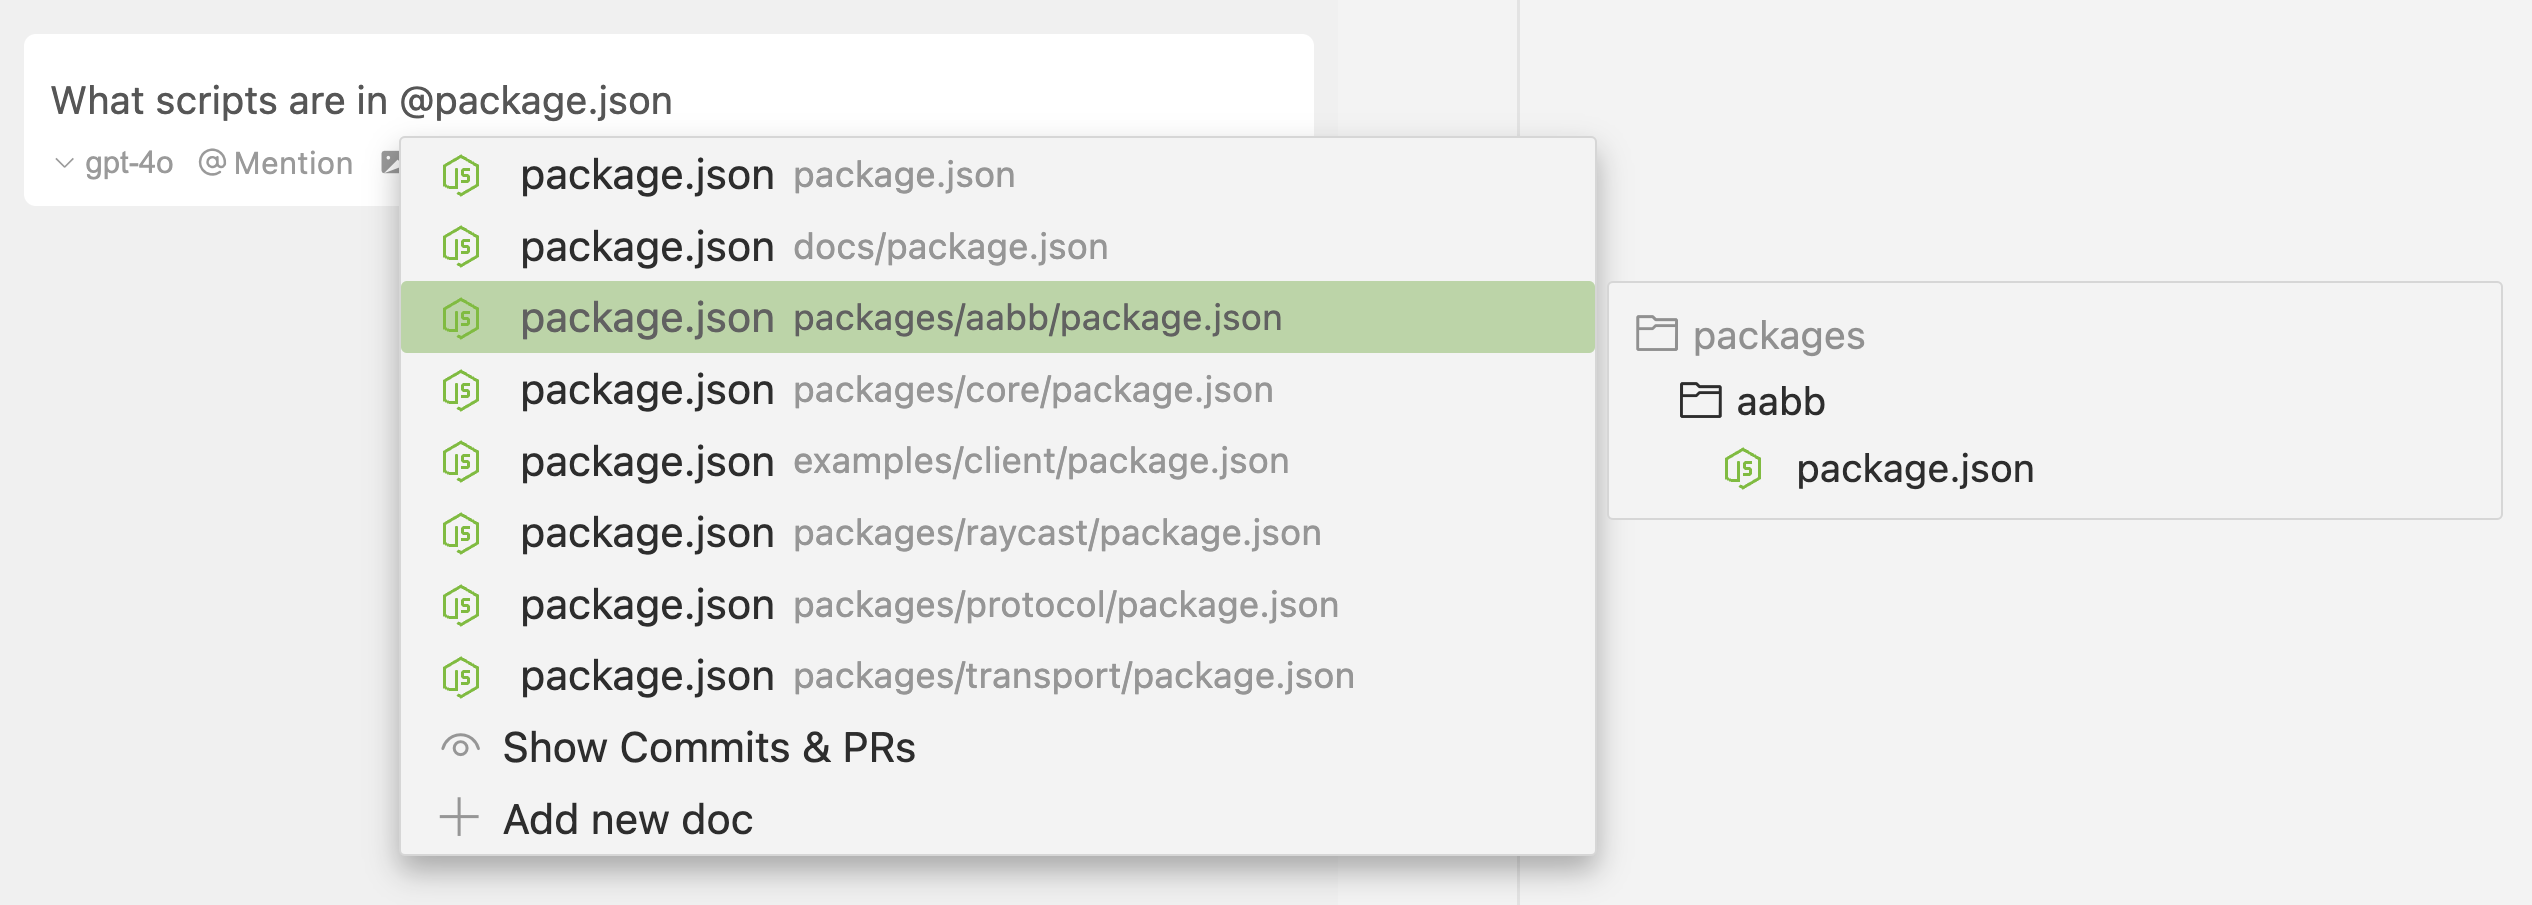 What scripts are in @package.json
gpt-4o @ Mention
package.json package.json
package.json docs/package.json
package.json packages/aabb/package.json
package.json packages/core/package.json
package.json examples/client/package.json
package.json packages/raycast/package.json
package.json packages/protocol/package.json
package.json packages/transport/package.json
Show Commits & PRs
Add new doc
packages
aabb
package.json